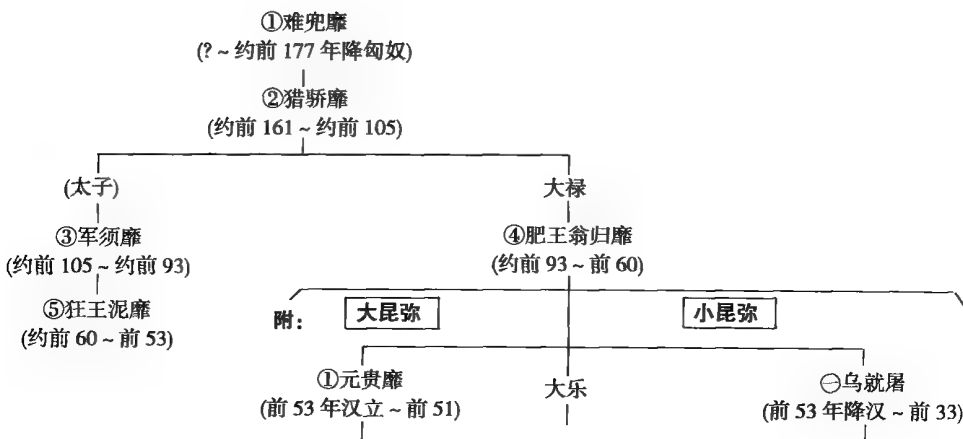 ①难兜靡
(?~约前 177 年降匈奴)
②猎骄靡
(约前 161 ~ 约前 105)
(太子)
大禄
③军须靡
(约前 105 ~ 约前 93)
④肥王翁归靡
(约前 93 ~ 前 60)
⑤狂王泥靡
(约前 60 ~ 前 53)
附:
大昆弥
小昆弥
①元贵靡
(前 53 年汉立 ~ 前 51)
大乐
㊀乌就屠
(前 53 年降汉 ~ 前 33)